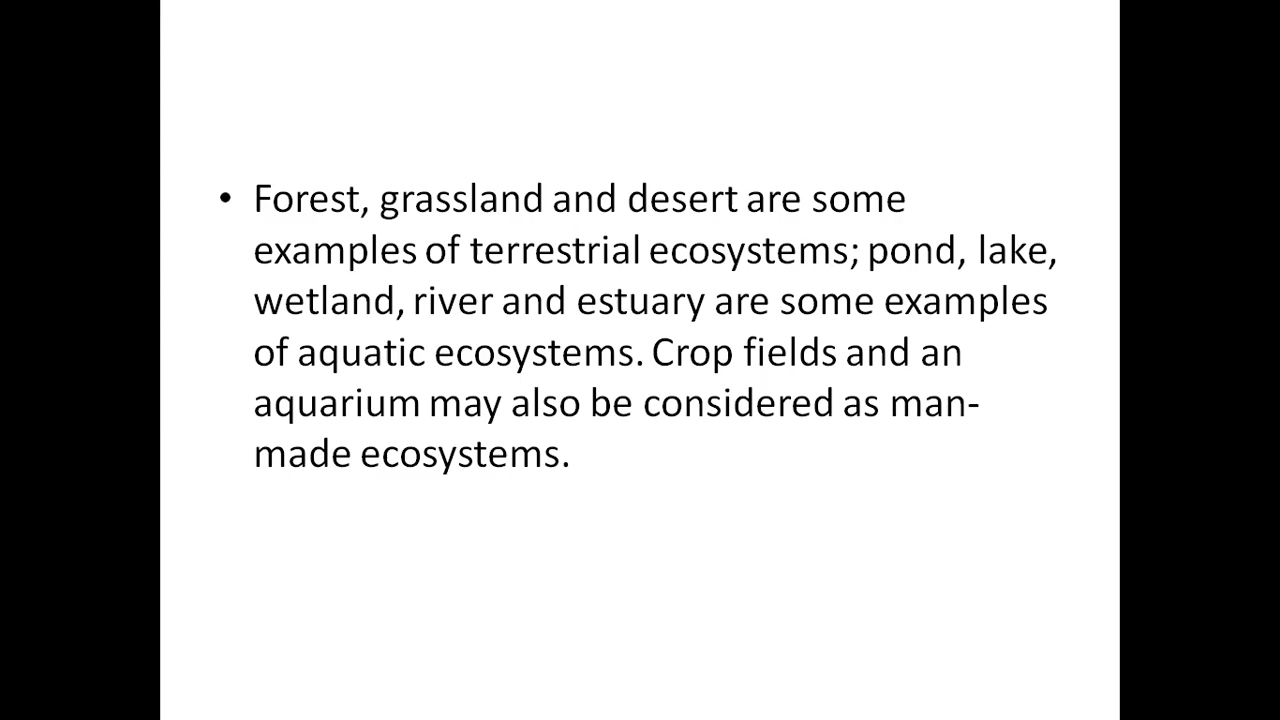 • Forest, grassland and desert are some
examples of terrestrial ecosystems; pond, lake,
wetland, river and estuary are some examples
of aquatic ecosystems. Crop fields and an
aquarium may also be considered as man-
made ecosystems.